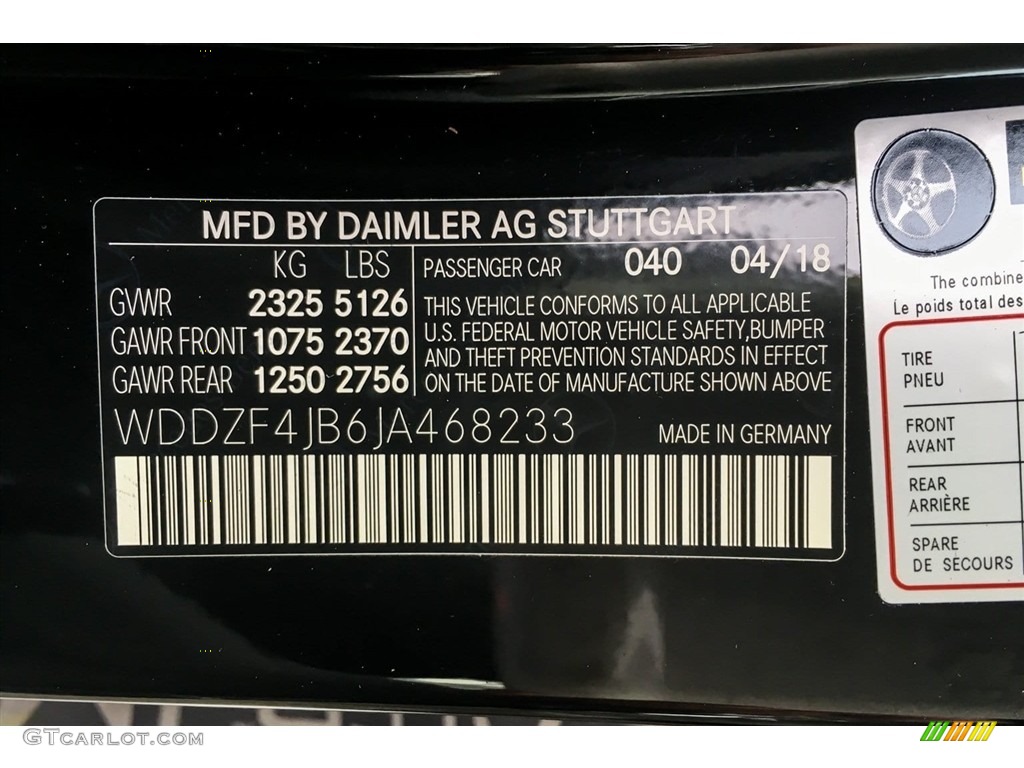 MFD BY DAIMLER AG STUTTGART
KG LBS
GVWR 2325 5126
GAWR FRONT 1075 2370
GAWR REAR 1250 2756
PASSENGER CAR 040 04/18
THIS VEHICLE CONFORMS TO ALL APPLICABLE
U.S. FEDERAL MOTOR VEHICLE SAFETY,BUMPER
AND THEFT PREVENTION STANDARDS IN EFFECT
ON THE DATE OF MANUFACTURE SHOWN ABOVE
WDDZF4JB6JA468233 MADE IN GERMANY
The combine
Le poids total des
TIRE
PNEU
FRONT
AVANT
REAR
ARRIÈRE
SPARE
DE SECOURS
GTCARLOT.COM